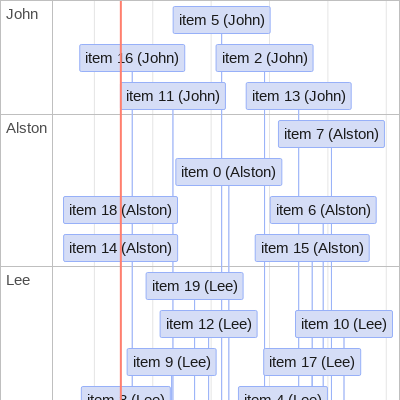 John
item 5 (John)
item 16 (John)
item 2 (John)
item 11 (John)
item 13 (John)
Alston
item 7 (Alston)
item 0 (Alston)
item 18 (Alston)
item 6 (Alston)
item 14 (Alston)
item 15 (Alston)
Lee
item 19 (Lee)
item 12 (Lee)
item 10 (Lee)
item 9 (Lee)
item 17 (Lee)
item 3 (Lee)
item 4 (Lee)